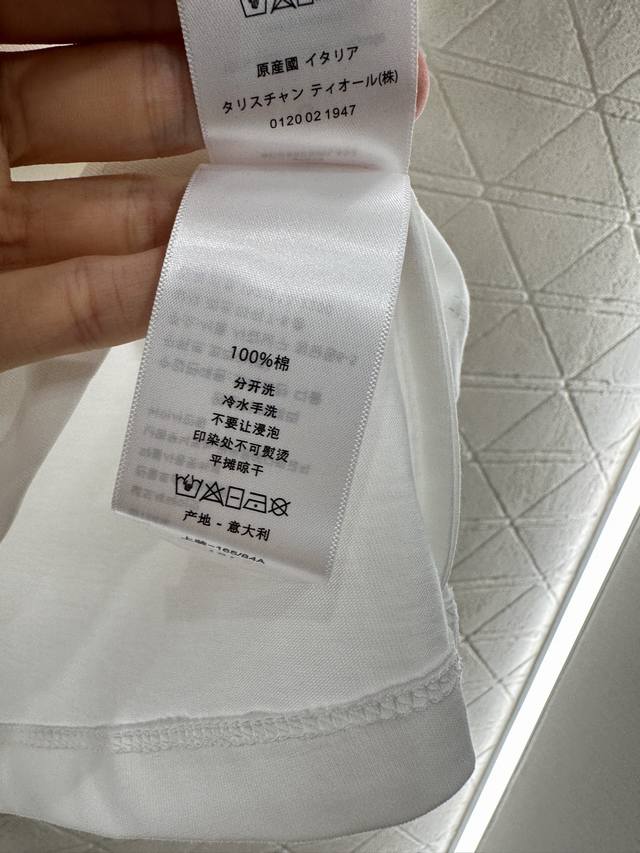 原産國 イタリア
タリスチャン ティオール(株)
0120 02 1947
100%棉
分开洗
冷水手洗
不要让浸泡
印染处不可熨烫
平摊晾干
产地 - 意大利
165/84A